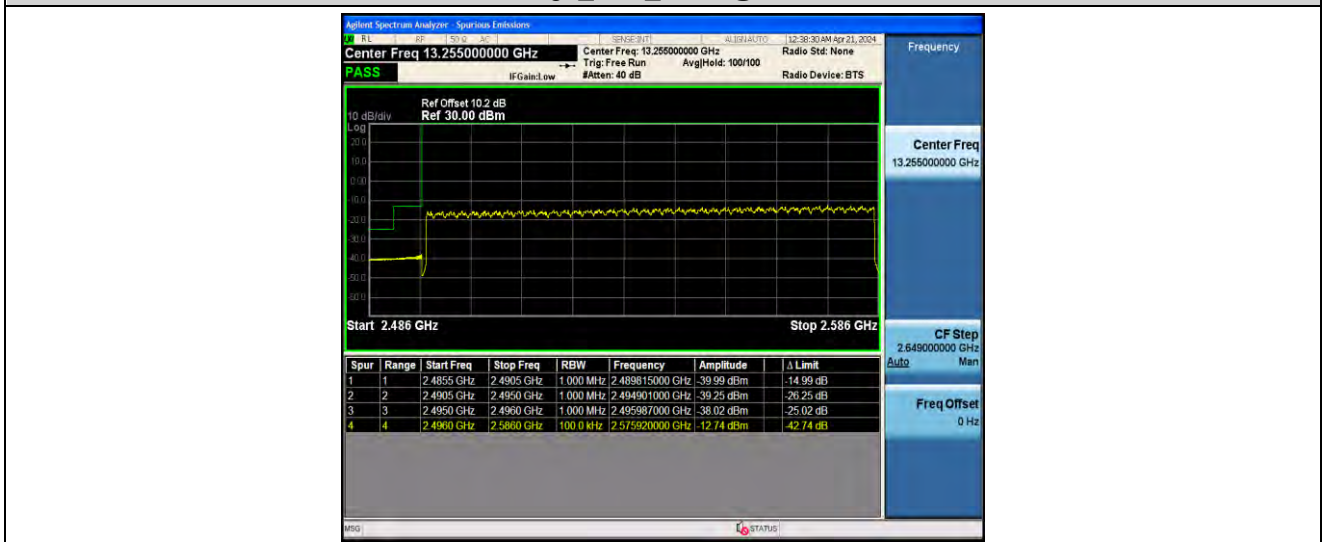 Agilent Spectrum Analyzer - Spurious Emissions
RL RF 50 Ω AC SENSE:INT ALIGNAUTO 12:38:30 AM Apr 21, 2024
Center Freq 13.255000000 GHz
Center Freq: 13.255000000 GHz
Radio Std: None
Trig: Free Run Avg|Hold: 100/100
PASS
IFGain:Low
#Atten: 40 dB
Radio Device: BTS
Frequency
Ref Offset 10.2 dB
10 dB/div Ref 30.00 dBm
Log
20.0
10.0
0.00
-10.0
-20.0
-30.0
-40.0
-50.0
-60.0
Start 2.486 GHz Stop 2.586 GHz
Center Freq
13.255000000 GHz
CF Step
2.649000000 GHz
Auto Man
Freq Offset
0 Hz
Spur Range Start Freq Stop Freq RBW Frequency Amplitude Δ Limit
1 1 2.4855 GHz 2.4905 GHz 1.000 MHz 2.489815000 GHz -39.99 dBm -14.99 dB
2 2 2.4905 GHz 2.4950 GHz 1.000 MHz 2.494901000 GHz -39.25 dBm -26.25 dB
3 3 2.4950 GHz 2.4960 GHz 1.000 MHz 2.495987000 GHz -38.02 dBm -25.02 dB
4 4 2.4960 GHz 2.5860 GHz 100.0 kHz 2.575920000 GHz -12.74 dBm -42.74 dB
MSG STATUS